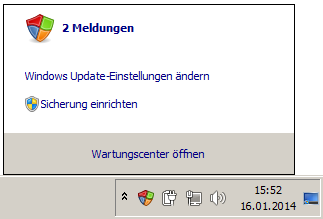 2 Meldungen
Windows Update-Einstellungen ändern
Sicherung einrichten
Wartungscenter öffnen
15:52
16.01.2014